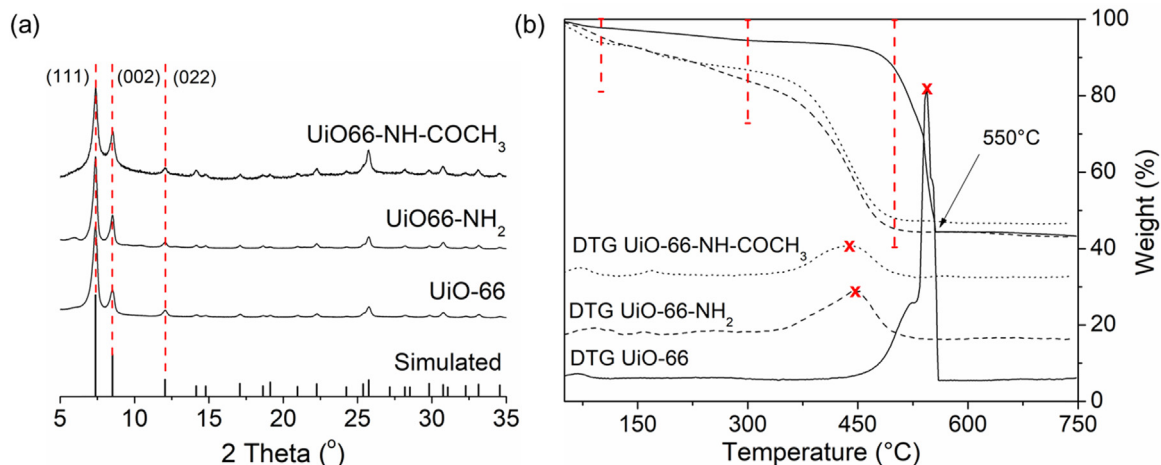 (a)
(111)
(002)
(022)
UiO66-NH-COCH₃
UiO66-NH₂
UiO-66
Simulated
5 10 15 20 25 30 35
2 Theta (°)
(b)
100
80
60
40
20
0
Weight (%)
x
550°C
DTG UiO-66-NH-COCH₃
x
DTG UiO-66-NH₂
x
DTG UiO-66
150 300 450 600 750
Temperature (°C)